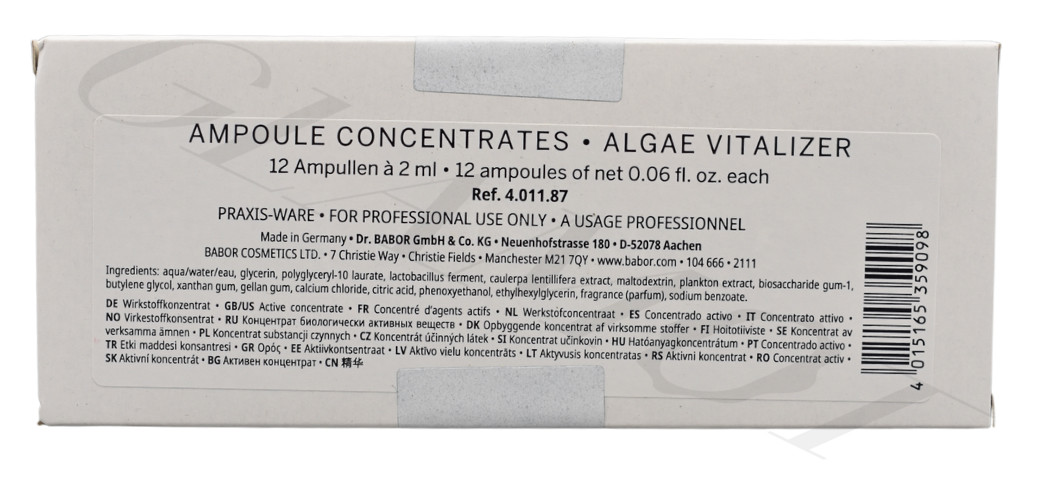 AMPOULE CONCENTRATES • ALGAE VITALIZER
12 Ampullen à 2 ml • 12 ampoules of net 0.06 fl. oz. each
Ref. 4.011.87
PRAXIS-WARE • FOR PROFESSIONAL USE ONLY • A USAGE PROFESSIONNEL
Made in Germany • Dr. BABOR GmbH & Co. KG • Neuenhofstrasse 180 • D-52078 Aachen
BABOR COSMETICS LTD. • 7 Christie Way • Christie Fields • Manchester M21 7QY • www.babor.com • 104 666 • 2111
Ingredients: aqua/water/eau, glycerin, polyglyceryl-10 laurate, lactobacillus ferment, caulerpa lentillifera extract, maltodextrin, plankton extract, biosaccharide gum-1,
butylene glycol, xanthan gum, gellan gum, calcium chloride, citric acid, phenoxyethanol, ethylhexylglycerin, fragrance (parfum), sodium benzoate.
DE Wirkstoffkonzentrat • GB/US Active concentrate • FR Concentré d'agents actifs • NL Werkstofconcentraat • ES Concentrado activo • IT Concentrato attivo •
NO Virkestoffkonsentrat • RU Концентрат биологически активных веществ • DK Opbyggende koncentrat af virksomme stoffer • FI Hoitotiiviste • SE Koncentrat av
verksamma ämnen • PL Koncentrat substancji czynnych • CZ Koncentrát účinných látek • SI Koncentrat učinkovin • HU Hatóanyagkoncentrátum • PT Concentrado activo •
TR Etki maddesi konsantresi • GR Ορός • EE Aktiivkontsentraat • LV Aktīvo vielu koncentrāts • LT Aktyvusis koncentratas • RS Aktivni koncentrat • RO Concentrat activ •
SK Aktivní koncentrát • BG Активен концентрат • CN 精华
4 015165 359098